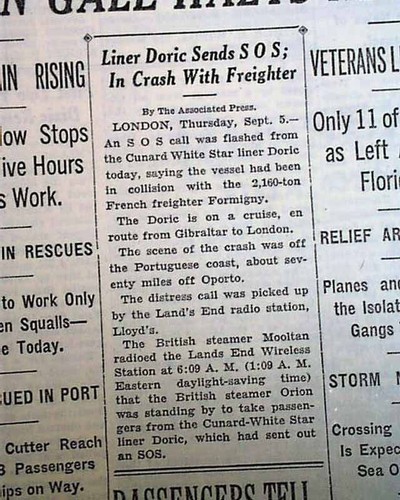 GALE HALTS
Liner Doric Sends S O S;
In Crash With Freighter
By The Associated Press.
LONDON, Thursday, Sept. 5.—
An S O S call was flashed from
the Cunard White Star liner Doric
today, saying the vessel had been
in collision with the 2,160-ton
French freighter Formigny.
The Doric is on a cruise, en
route from Gibraltar to London.
The scene of the crash was off
the Portuguese coast, about sev-
enty miles off Oporto.
The distress call was picked up
by the Land's End radio station,
Lloyd's.
The British steamer Mooltan
radioed the Lands End Wireless
Station at 6:09 A. M. (1:09 A. M.
Eastern daylight-saving time)
that the British steamer Orion
was standing by to take passen-
gers from the Cunard-White Star
liner Doric, which had sent out
an SOS.
PASSENGERS TELL
IN RISING
low Stops
ive Hours
s Work.
IN RESCUES
to Work Only
en Squalls—
e Today.
UED IN PORT
Cutter Reach
3 Passengers
ips on Way.
VETERANS L
Only 11 of
as Left
Flori
RELIEF AR
Planes and
the Isolat
Gangs
STORM
Crossing
Is Expec
Sea O